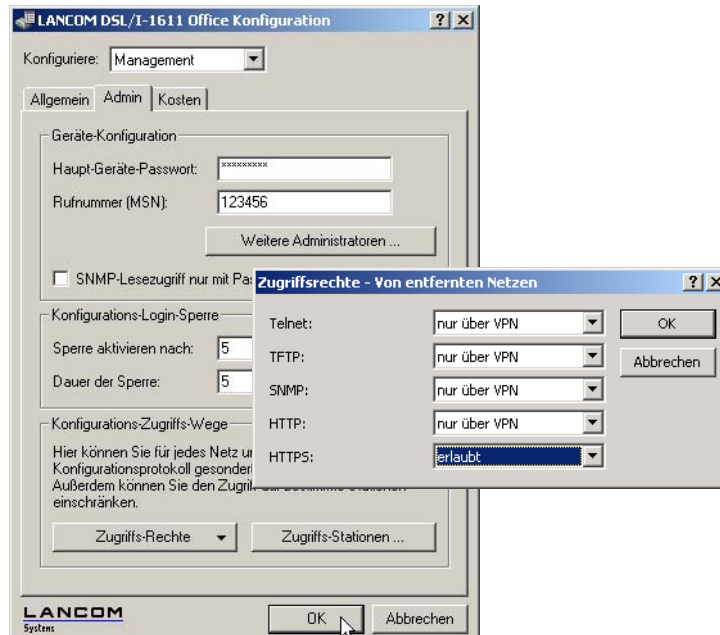 LANCOM DSL/I-1611 Office Konfiguration
Konfiguriere: Management
Allgemein Admin Kosten
Geräte-Konfiguration
Haupt-Geräte-Passwort: *********
Rufnummer (MSN): 123456
Weitere Administratoren ...
SNMP-Lesezugriff nur mit
Zugriffsrechte - Von entfernten Netzen
Telnet: nur über VPN
OK
TFTP: nur über VPN
Abbrechen
SNMP: nur über VPN
HTTP: nur über VPN
HTTPS: erlaubt
Konfigurations-Login-Sperre
Sperre aktivieren nach: 5
Dauer der Sperre: 5
Konfigurations-Zugriffs-Wege
Hier können Sie für jedes Netz
Konfigurationsprotokoll
Außerdem können Sie den
einschränken.
Zugriffs-Rechte
Zugriffs-Stationen ...
LANCOM
Systems
OK
Abbrechen